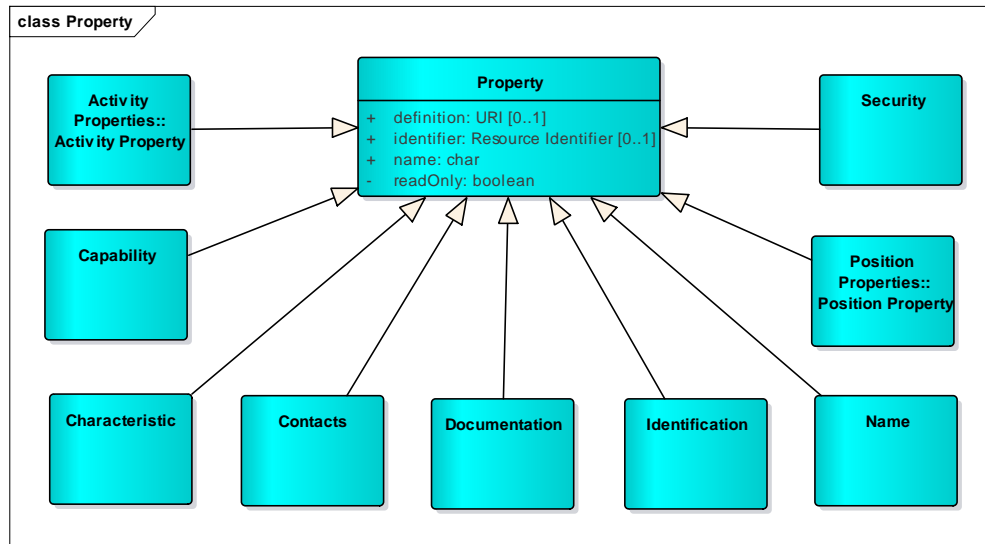 class Property
Property
+ definition: URI [0..1]
+ identifier: Resource Identifier [0..1]
+ name: char
- readOnly: boolean
Activity
Properties::
Activity Property
Security
Capability
Position
Properties::
Position Property
Characteristic
Contacts
Documentation
Identification
Name